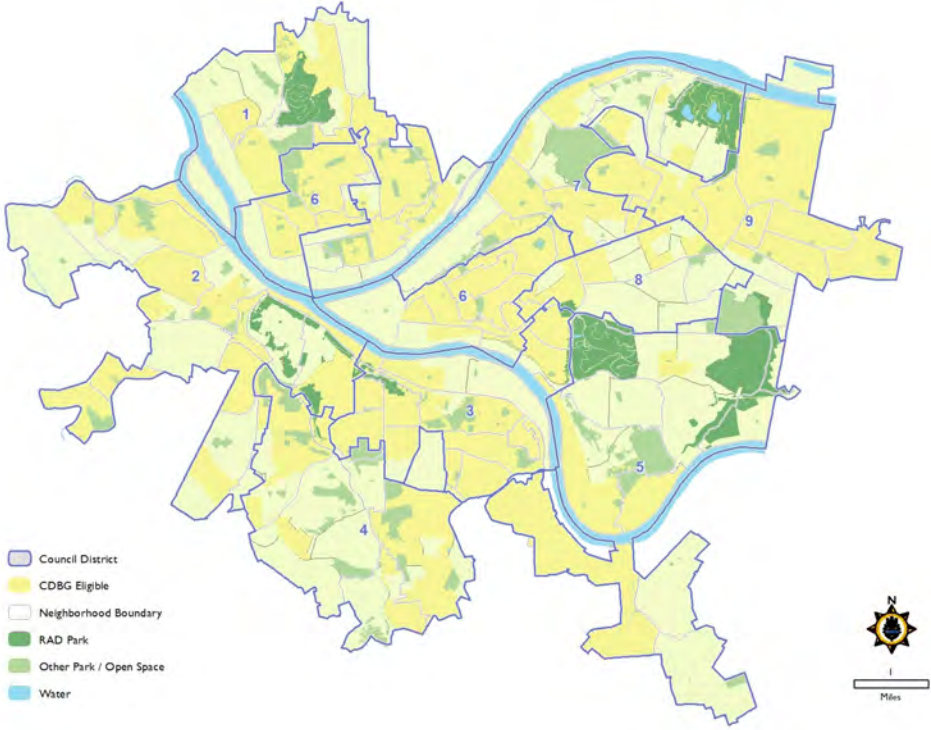 1
6
7
7
9
2
6
8
3
5
4
Council District
CDBG Eligible
Neighborhood Boundary
RAD Park
Other Park / Open Space
Water
N
1
Miles